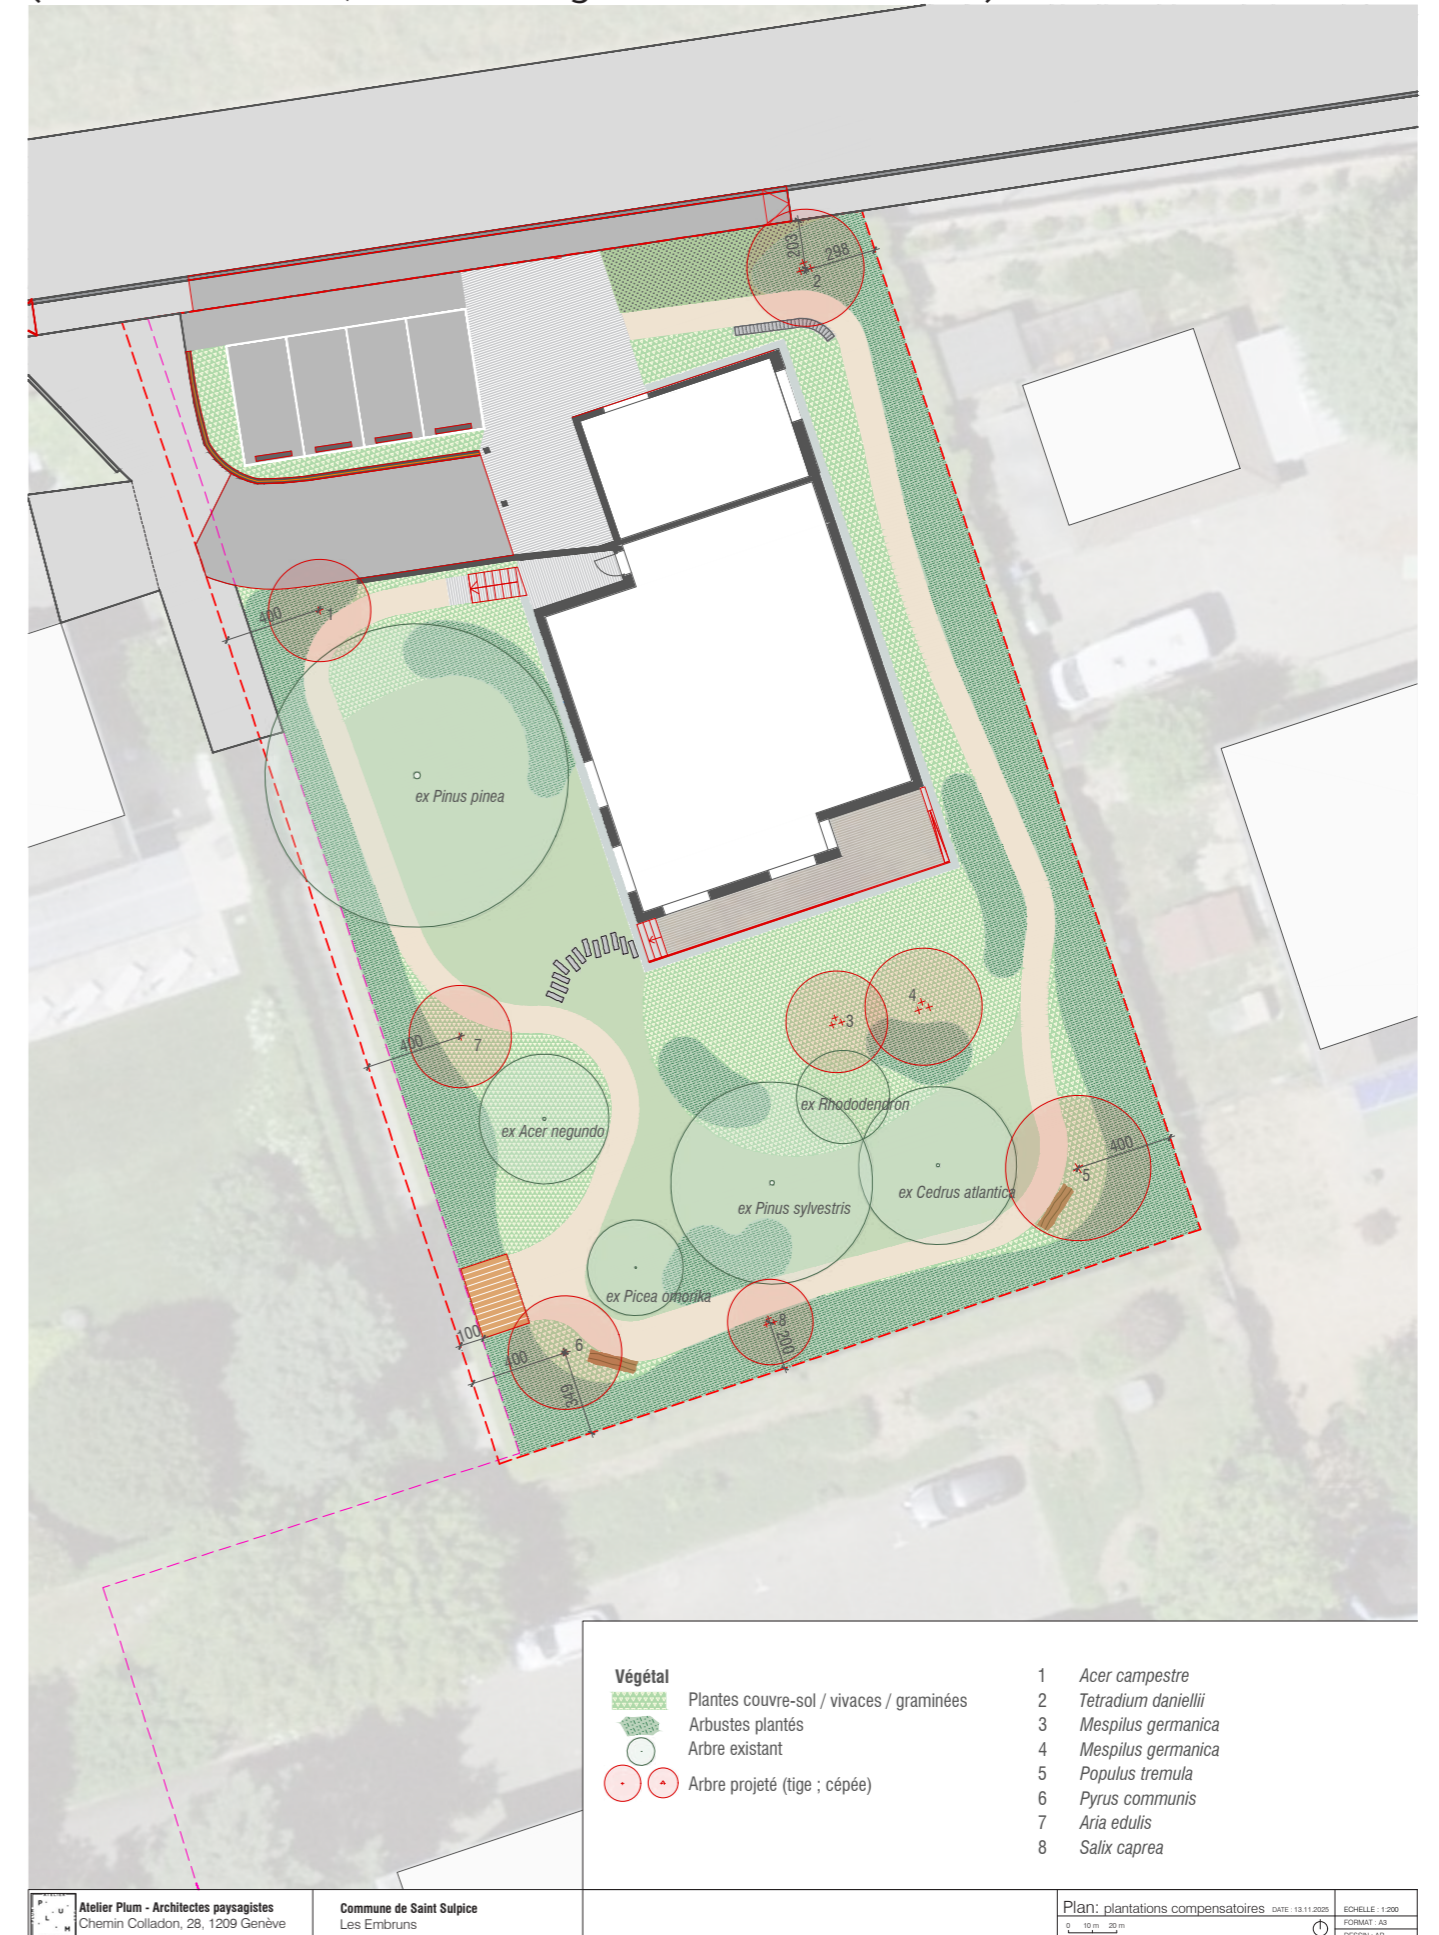 203
298
2
400
1
ex Pinus pinea
4
3
400
7
ex Rhododendron
ex Acer negundo
400
5
ex Cedrus atlantica
ex Pinus sylvestris
ex Picea omorika
100
8
200
6
400
349
Végétal
Plantes couvre-sol / vivaces / graminées
Arbustes plantés
Arbre existant
Arbre projeté (tige ; cépée)
1 Acer campestre
2 Tetradium daniellii
3 Mespilus germanica
4 Mespilus germanica
5 Populus tremula
6 Pyrus communis
7 Aria edulis
8 Salix caprea
P L U M
Atelier Plum - Architectes paysagistes
Chemin Colladon, 28, 1209 Genève
Commune de Saint Sulpice
Les Embruns
Plan: plantations compensatoires DATE : 13.11.2025
0 10 m 20 m
ECHELLE : 1:200
FORMAT : A3